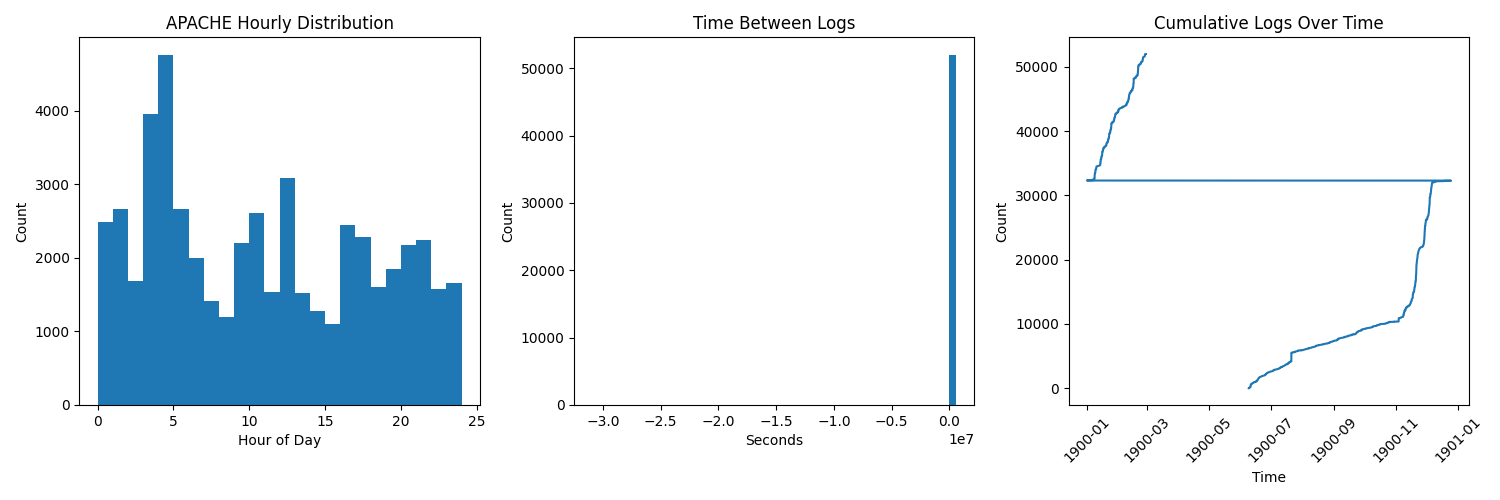 APACHE Hourly Distribution
Count
4000
3000
2000
1000
0
0 5 10 15 20 25
Hour of Day
Time Between Logs
Count
50000
40000
30000
20000
10000
0
−3.0 −2.5 −2.0 −1.5 −1.0 −0.5 0.0
1e7
Seconds
Cumulative Logs Over Time
Count
50000
40000
30000
20000
10000
0
1900-01 1900-03 1900-05 1900-07 1900-09 1900-11 1901-01
Time